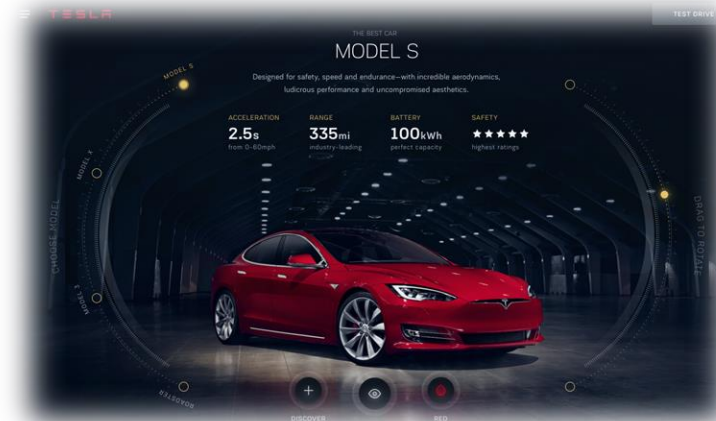 TESLA
TEST DRIVE
THE BEST CAR
MODEL S
Designed for safety, speed and endurance—with incredible aerodynamics,
ludicrous performance and uncompromised aesthetics.
ACCELERATION
2.5s
from 0-60mph
RANGE
335mi
industry-leading
BATTERY
100kWh
perfect capacity
SAFETY
★★★★★
highest ratings
MODEL S
MODEL 3
ROADSTER
CHOOSE MODEL
DRAG TO ROTATE
DISCOVER
RED